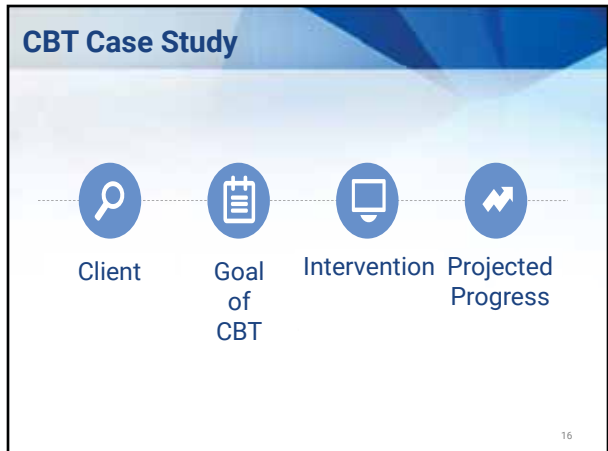 CBT Case Study
Client
Goal
of
CBT
Intervention
Projected
Progress
16